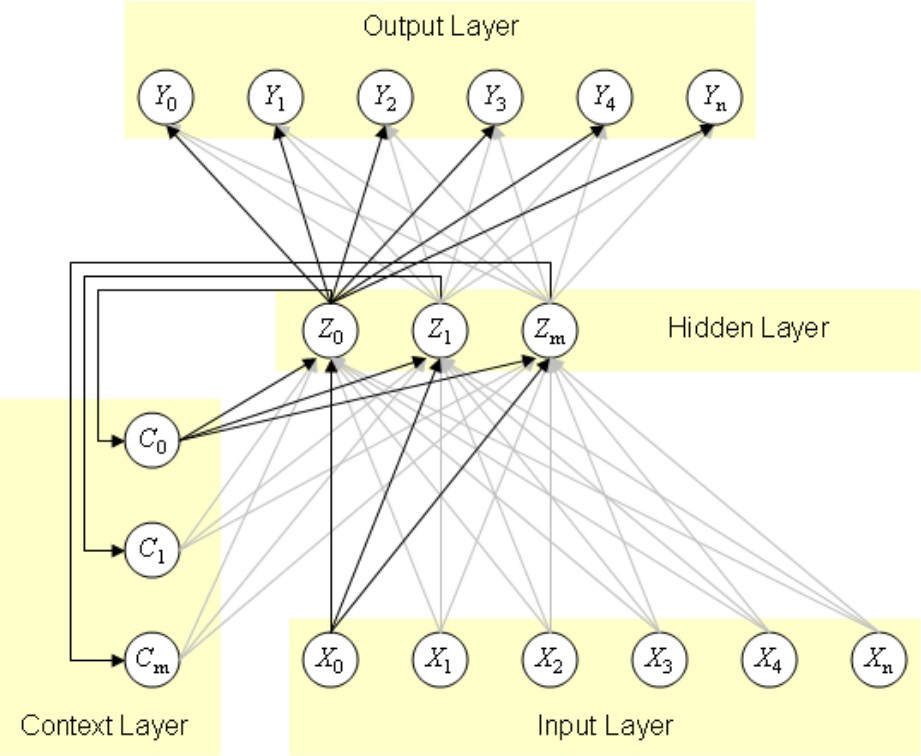 Output Layer
Y0 Y1 Y2 Y3 Y4 Yn
Z0 Z1 Zm Hidden Layer
C0
C1
Cm
X0 X1 X2 X3 X4 Xn
Context Layer
Input Layer